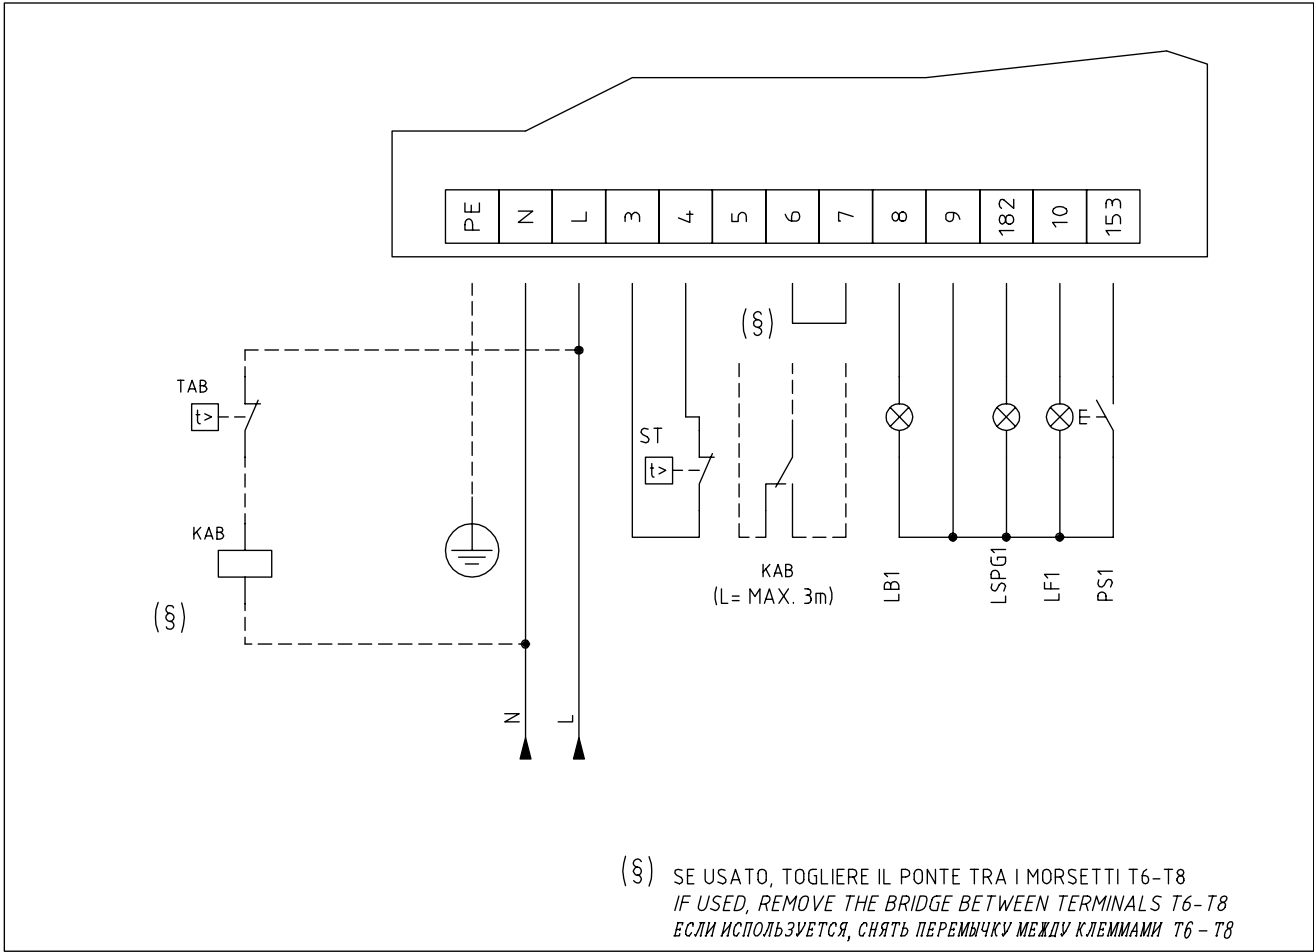 PE N L 3 4 5 6 7 8 9 182 10 153
(§)
TAB
t>
ST
t>
KAB
(§)
KAB
(L= MAX. 3m)
LB1
LSPG1
LF1
PS1
N
L
(§) SE USATO, TOGLIERE IL PONTE TRA I MORSETTI T6-T8
IF USED, REMOVE THE BRIDGE BETWEEN TERMINALS T6-T8
ЕСЛИ ИСПОЛЬЗУЕТСЯ, СНЯТЬ ПЕРЕМЫЧКУ МЕЖДУ КЛЕММАМИ T6 - T8